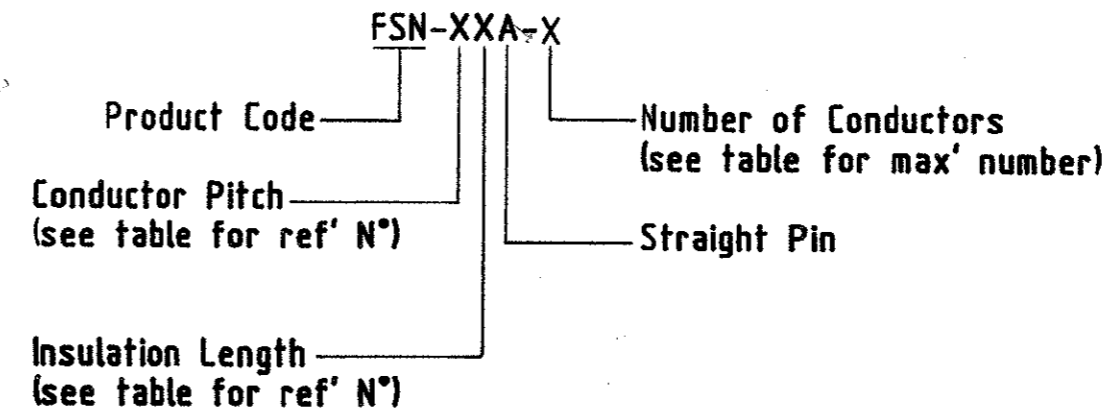 FSN-XXA-X
Product Code
Number of Conductors
(see table for max' number)
Conductor Pitch
(see table for ref' N°)
Straight Pin
Insulation Length
(see table for ref' N°)